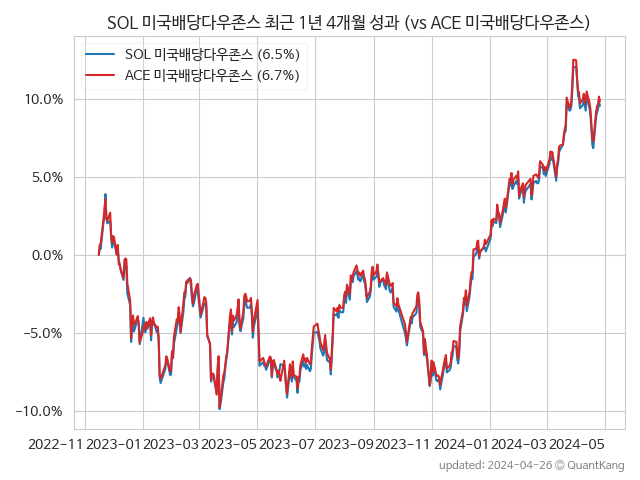 SOL 미국배당다우존스 최근 1년 4개월 성과 (vs ACE 미국배당다우존스)
SOL 미국배당다우존스 (6.5%)
ACE 미국배당다우존스 (6.7%)
10.0%
5.0%
0.0%
−5.0%
−10.0%
2022-11 2023-01 2023-03 2023-05 2023-07 2023-09 2023-11 2024-01 2024-03 2024-05
updated: 2024-04-26 © QuantKang